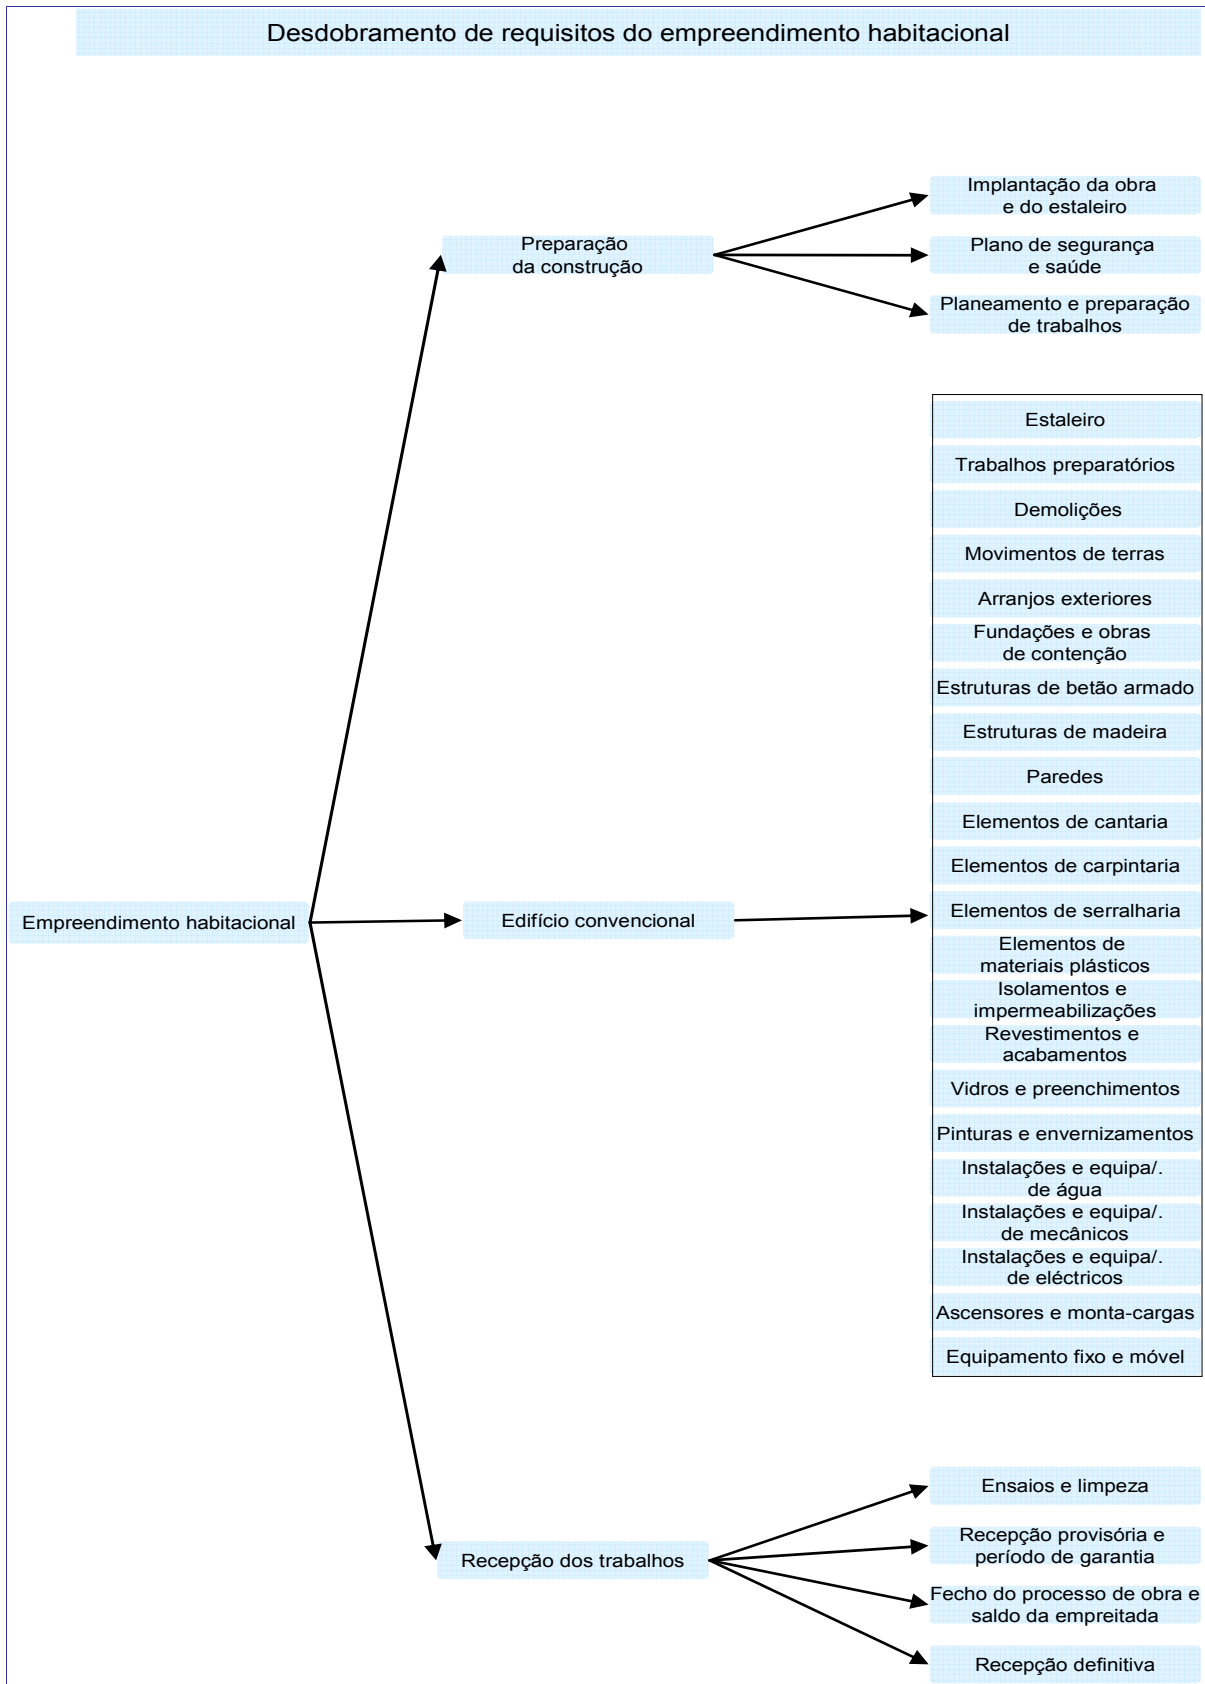 Desdobramento de requisitos do empreendimento habitacional
Implantação da obra
e do estaleiro
Preparação
da construção
Plano de segurança
e saúde
Planeamento e preparação
de trabalhos
Estaleiro
Trabalhos preparatórios
Demolições
Movimentos de terras
Arranjos exteriores
Fundações e obras
de contenção
Estruturas de betão armado
Estruturas de madeira
Paredes
Elementos de cantaria
Elementos de carpintaria
Empreendimento habitacional
Edifício convencional
Elementos de serralharia
Elementos de
materiais plásticos
Isolamentos e
impermeabilizações
Revestimentos e
acabamentos
Vidros e preenchimentos
Pinturas e envernizamentos
Instalações e equipa/.
de água
Instalações e equipa/.
de mecânicos
Instalações e equipa/.
de eléctricos
Ascensores e monta-cargas
Equipamento fixo e móvel
Ensaios e limpeza
Recepção dos trabalhos
Recepção provisória e
período de garantia
Fecho do processo de obra e
saldo da empreitada
Recepção definitiva